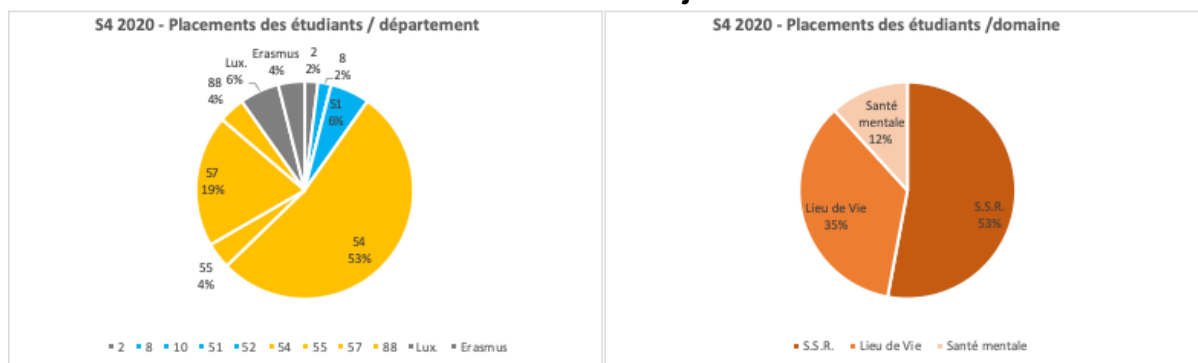 S4 2020 - Placements des étudiants / département
Erasmus
4%
2
2%
8
2%
Lux.
6%
88
4%
51
6%
57
19%
54
53%
55
4%
2 8 10 51 52 54 55 57 88 Lux. Erasmus
S4 2020 - Placements des étudiants /domaine
Santé
mentale
12%
Lieu de Vie
35%
S.S.R.
53%
S.S.R. Lieu de Vie Santé mentale